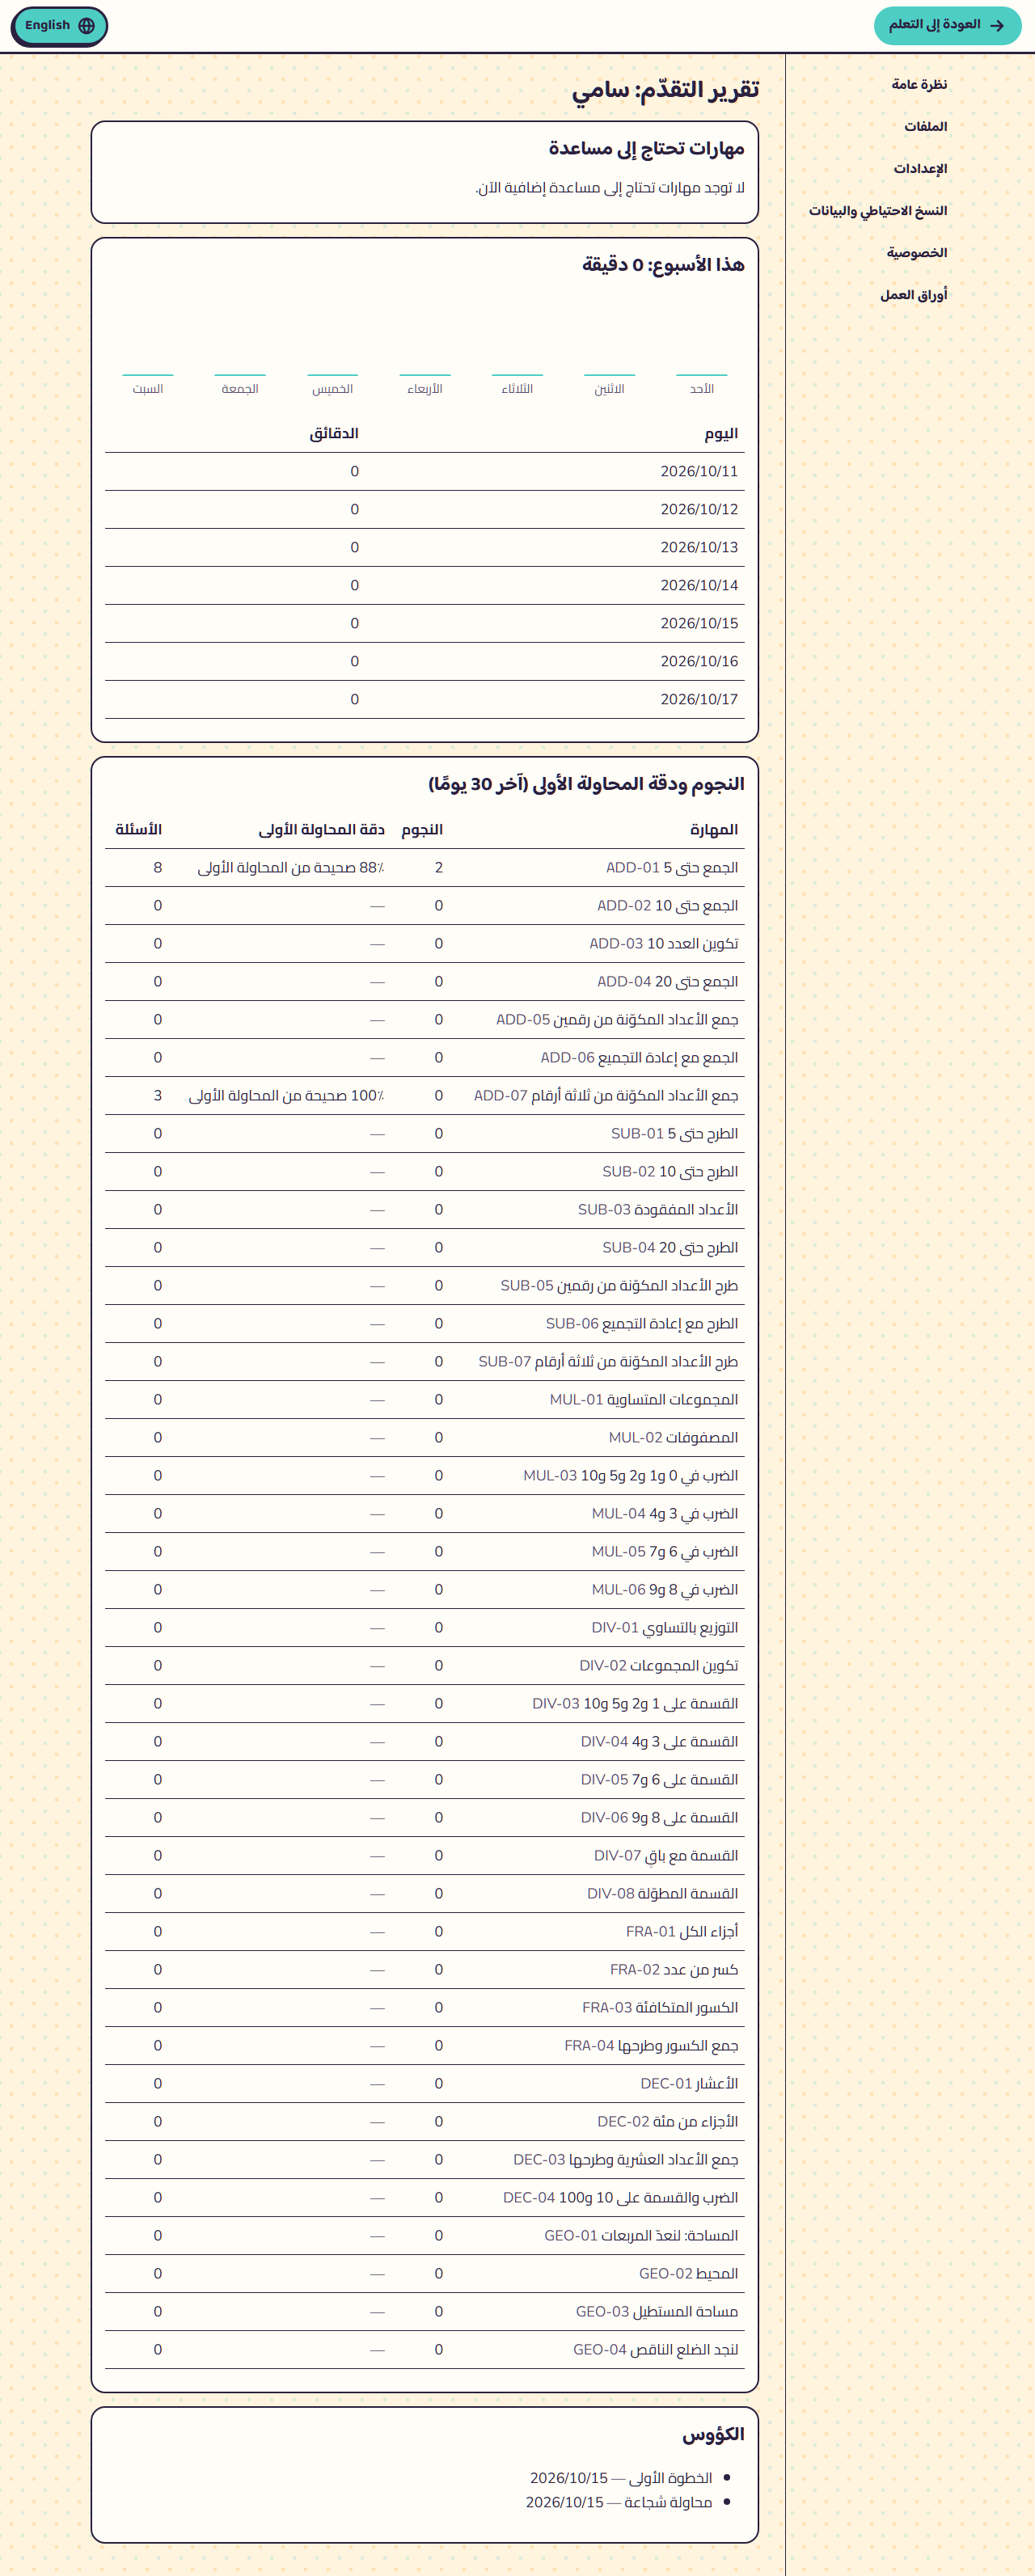 العودة إلى التعلم
English
نظرة عامة
الملفات
الإعدادات
النسخ الاحتياطي والبيانات
الخصوصية
أوراق العمل
تقرير التقدّم: سامي
مهارات تحتاج إلى مساعدة
لا توجد مهارات تحتاج إلى مساعدة إضافية الآن.
هذا الأسبوع: 0 دقيقة
الأحد الاثنين الثلاثاء الأربعاء الخميس الجمعة السبت
اليوم الدقائق
2026/10/11 0
2026/10/12 0
2026/10/13 0
2026/10/14 0
2026/10/15 0
2026/10/16 0
2026/10/17 0
النجوم ودقة المحاولة الأولى (آخر 30 يومًا)
المهارة النجوم دقة المحاولة الأولى الأسئلة
الجمع حتى 5 ADD-01 2 88٪ صحيحة من المحاولة الأولى 8
الجمع حتى 10 ADD-02 0 — 0
تكوين العدد 10 ADD-03 0 — 0
الجمع حتى 20 ADD-04 0 — 0
جمع الأعداد المكوّنة من رقمين ADD-05 0 — 0
الجمع مع إعادة التجميع ADD-06 0 — 0
جمع الأعداد المكوّنة من ثلاثة أرقام ADD-07 0 100٪ صحيحة من المحاولة الأولى 3
الطرح حتى 5 SUB-01 0 — 0
الطرح حتى 10 SUB-02 0 — 0
الأعداد المفقودة SUB-03 0 — 0
الطرح حتى 20 SUB-04 0 — 0
طرح الأعداد المكوّنة من رقمين SUB-05 0 — 0
الطرح مع إعادة التجميع SUB-06 0 — 0
طرح الأعداد المكوّنة من ثلاثة أرقام SUB-07 0 — 0
المجموعات المتساوية MUL-01 0 — 0
المصفوفات MUL-02 0 — 0
الضرب في 0 و1 و2 و5 و10 MUL-03 0 — 0
الضرب في 3 و4 MUL-04 0 — 0
الضرب في 6 و7 MUL-05 0 — 0
الضرب في 8 و9 MUL-06 0 — 0
التوزيع بالتساوي DIV-01 0 — 0
تكوين المجموعات DIV-02 0 — 0
القسمة على 1 و2 و5 و10 DIV-03 0 — 0
القسمة على 3 و4 DIV-04 0 — 0
القسمة على 6 و7 DIV-05 0 — 0
القسمة على 8 و9 DIV-06 0 — 0
القسمة مع باقٍ DIV-07 0 — 0
القسمة المطوّلة DIV-08 0 — 0
أجزاء الكل FRA-01 0 — 0
كسر من عدد FRA-02 0 — 0
الكسور المتكافئة FRA-03 0 — 0
جمع الكسور وطرحها FRA-04 0 — 0
الأعشار DEC-01 0 — 0
الأجزاء من مئة DEC-02 0 — 0
جمع الأعداد العشرية وطرحها DEC-03 0 — 0
الضرب والقسمة على 10 و100 DEC-04 0 — 0
المساحة: لنعدّ المربعات GEO-01 0 — 0
المحيط GEO-02 0 — 0
مساحة المستطيل GEO-03 0 — 0
لنجد الضلع الناقص GEO-04 0 — 0
الكؤوس
الخطوة الأولى — 2026/10/15
محاولة شجاعة — 2026/10/15